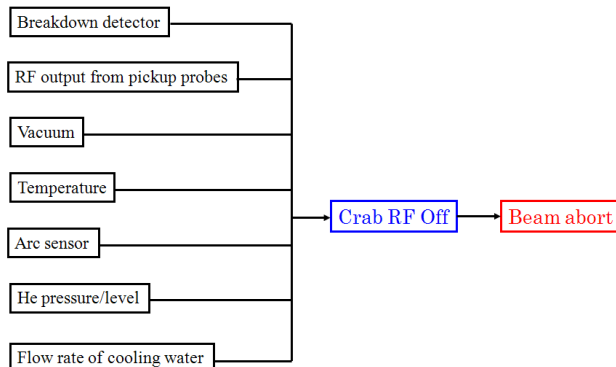 Breakdown detector
RF output from pickup probes
Vacuum
Temperature
Arc sensor
He pressure/level
Flow rate of cooling water
Crab RF Off
Beam abort